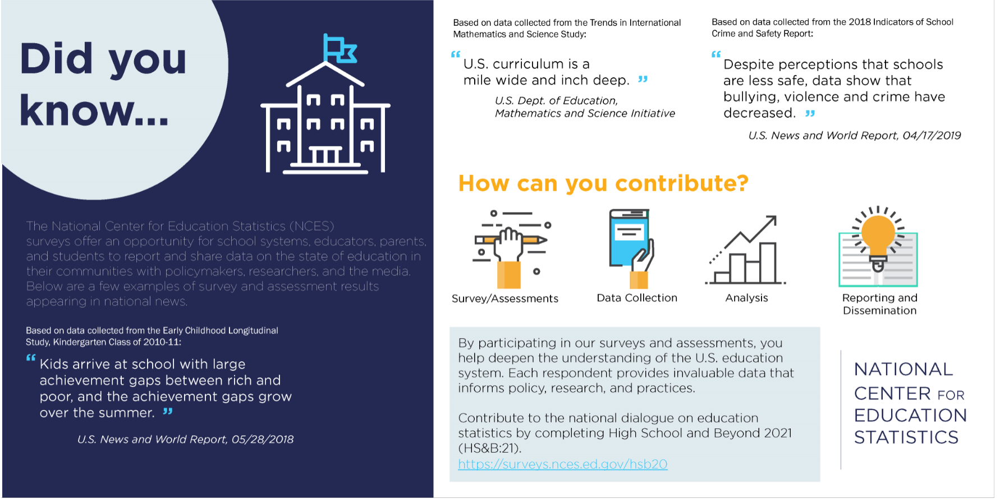 Did you
know...
The National Center for Education Statistics (NCES)
surveys offer an opportunity for school systems, educators, parents,
and students to report and share data on the state of education in
their communities with policymakers, researchers, and the media.
Below are a few examples of survey and assessment results
appearing in national news.
Based on data collected from the Early Childhood Longitudinal
Study, Kindergarten Class of 2010-11:
“ Kids arrive at school with large
achievement gaps between rich and
poor, and the achievement gaps grow
over the summer. ”
U.S. News and World Report, 05/28/2018
Based on data collected from the Trends in International
Mathematics and Science Study:
“ U.S. curriculum is a
mile wide and inch deep. ”
U.S. Dept. of Education,
Mathematics and Science Initiative
Based on data collected from the 2018 Indicators of School
Crime and Safety Report:
“ Despite perceptions that schools
are less safe, data show that
bullying, violence and crime have
decreased. ”
U.S. News and World Report, 04/17/2019
How can you contribute?
Survey/Assessments
Data Collection
Analysis
Reporting and
Dissemination
By participating in our surveys and assessments, you
help deepen the understanding of the U.S. education
system. Each respondent provides invaluable data that
informs policy, research, and practices.
Contribute to the national dialogue on education
statistics by completing High School and Beyond 2021
(HS&B:21).
https://surveys.nces.ed.gov/hsb20
NATIONAL
CENTER FOR
EDUCATION
STATISTICS